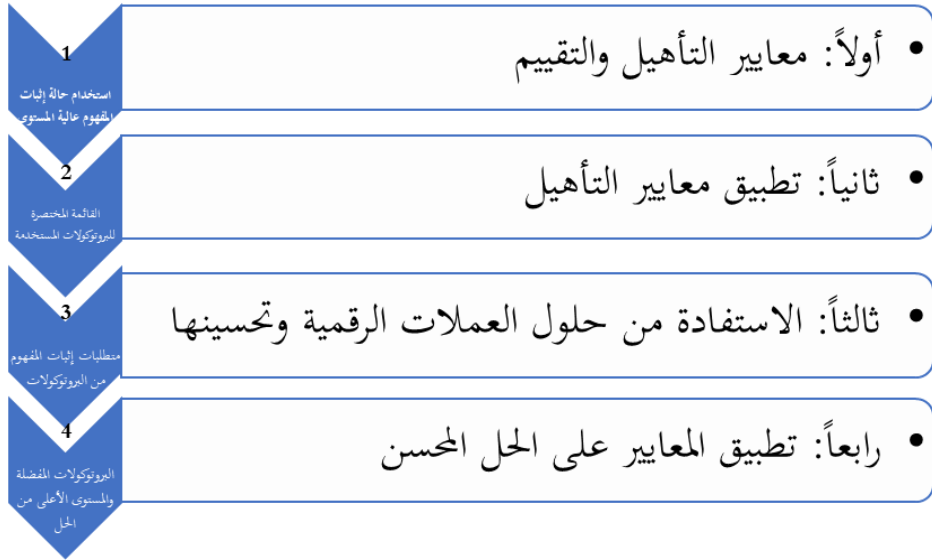 1
استخدام حالة إثبات
المفهوم عالية المستوى
• أولاً: معايير التأهيل والتقييم
2
القائمة المختصرة
للبروتوكولات المستخدمة
• ثانياً: تطبيق معايير التأهيل
3
متطلبات إثبات المفهوم
من البروتوكولات
• ثالثاً: الاستفادة من حلول العملات الرقمية وتحسينها
4
البروتوكولات المفضلة
والمستوى الأعلى من
الحل
• رابعاً: تطبيق المعايير على الحل المحسن